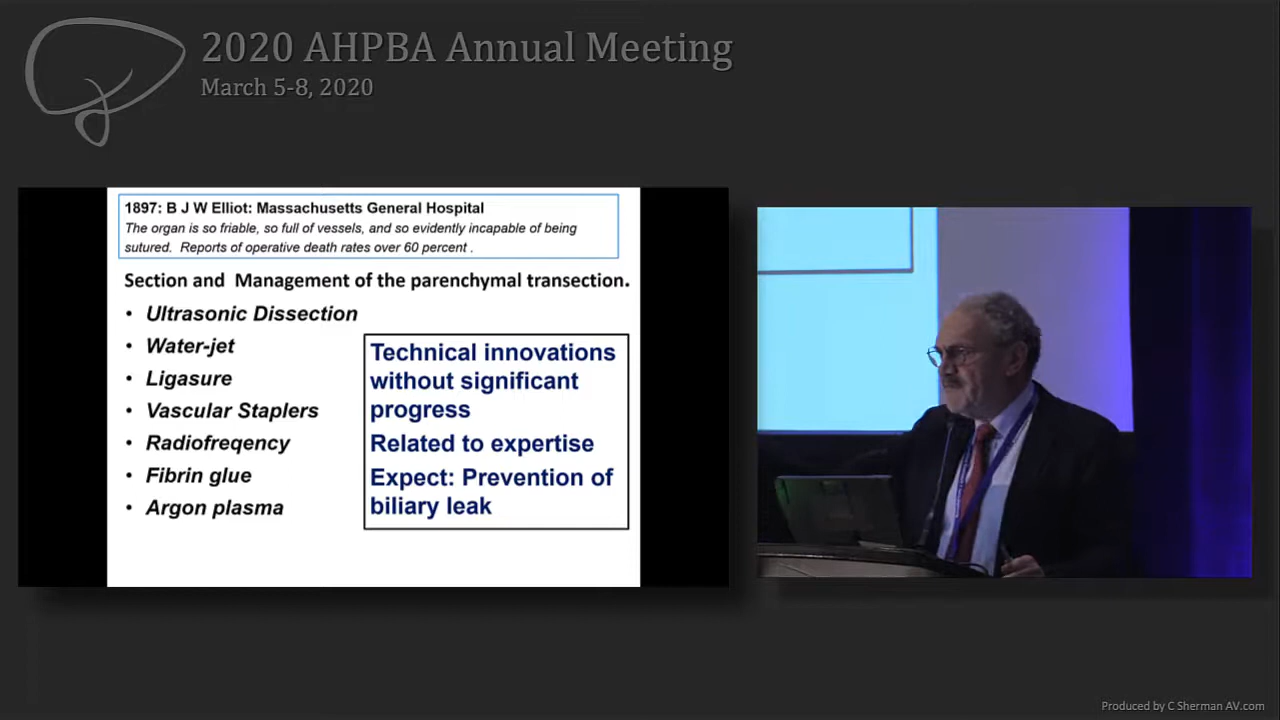 2020 AHPBA Annual Meeting
March 5-8, 2020
1897: B J W Elliot: Massachusetts General Hospital
The organ is so friable, so full of vessels, and so evidently incapable of being
sutured. Reports of operative death rates over 60 percent .
Section and Management of the parenchymal transection.
• Ultrasonic Dissection
• Water-jet
• Ligasure
• Vascular Staplers
• Radiofreqency
• Fibrin glue
• Argon plasma
Technical innovations
without significant
progress
Related to expertise
Expect: Prevention of
biliary leak
Produced by C Sherman AV.com